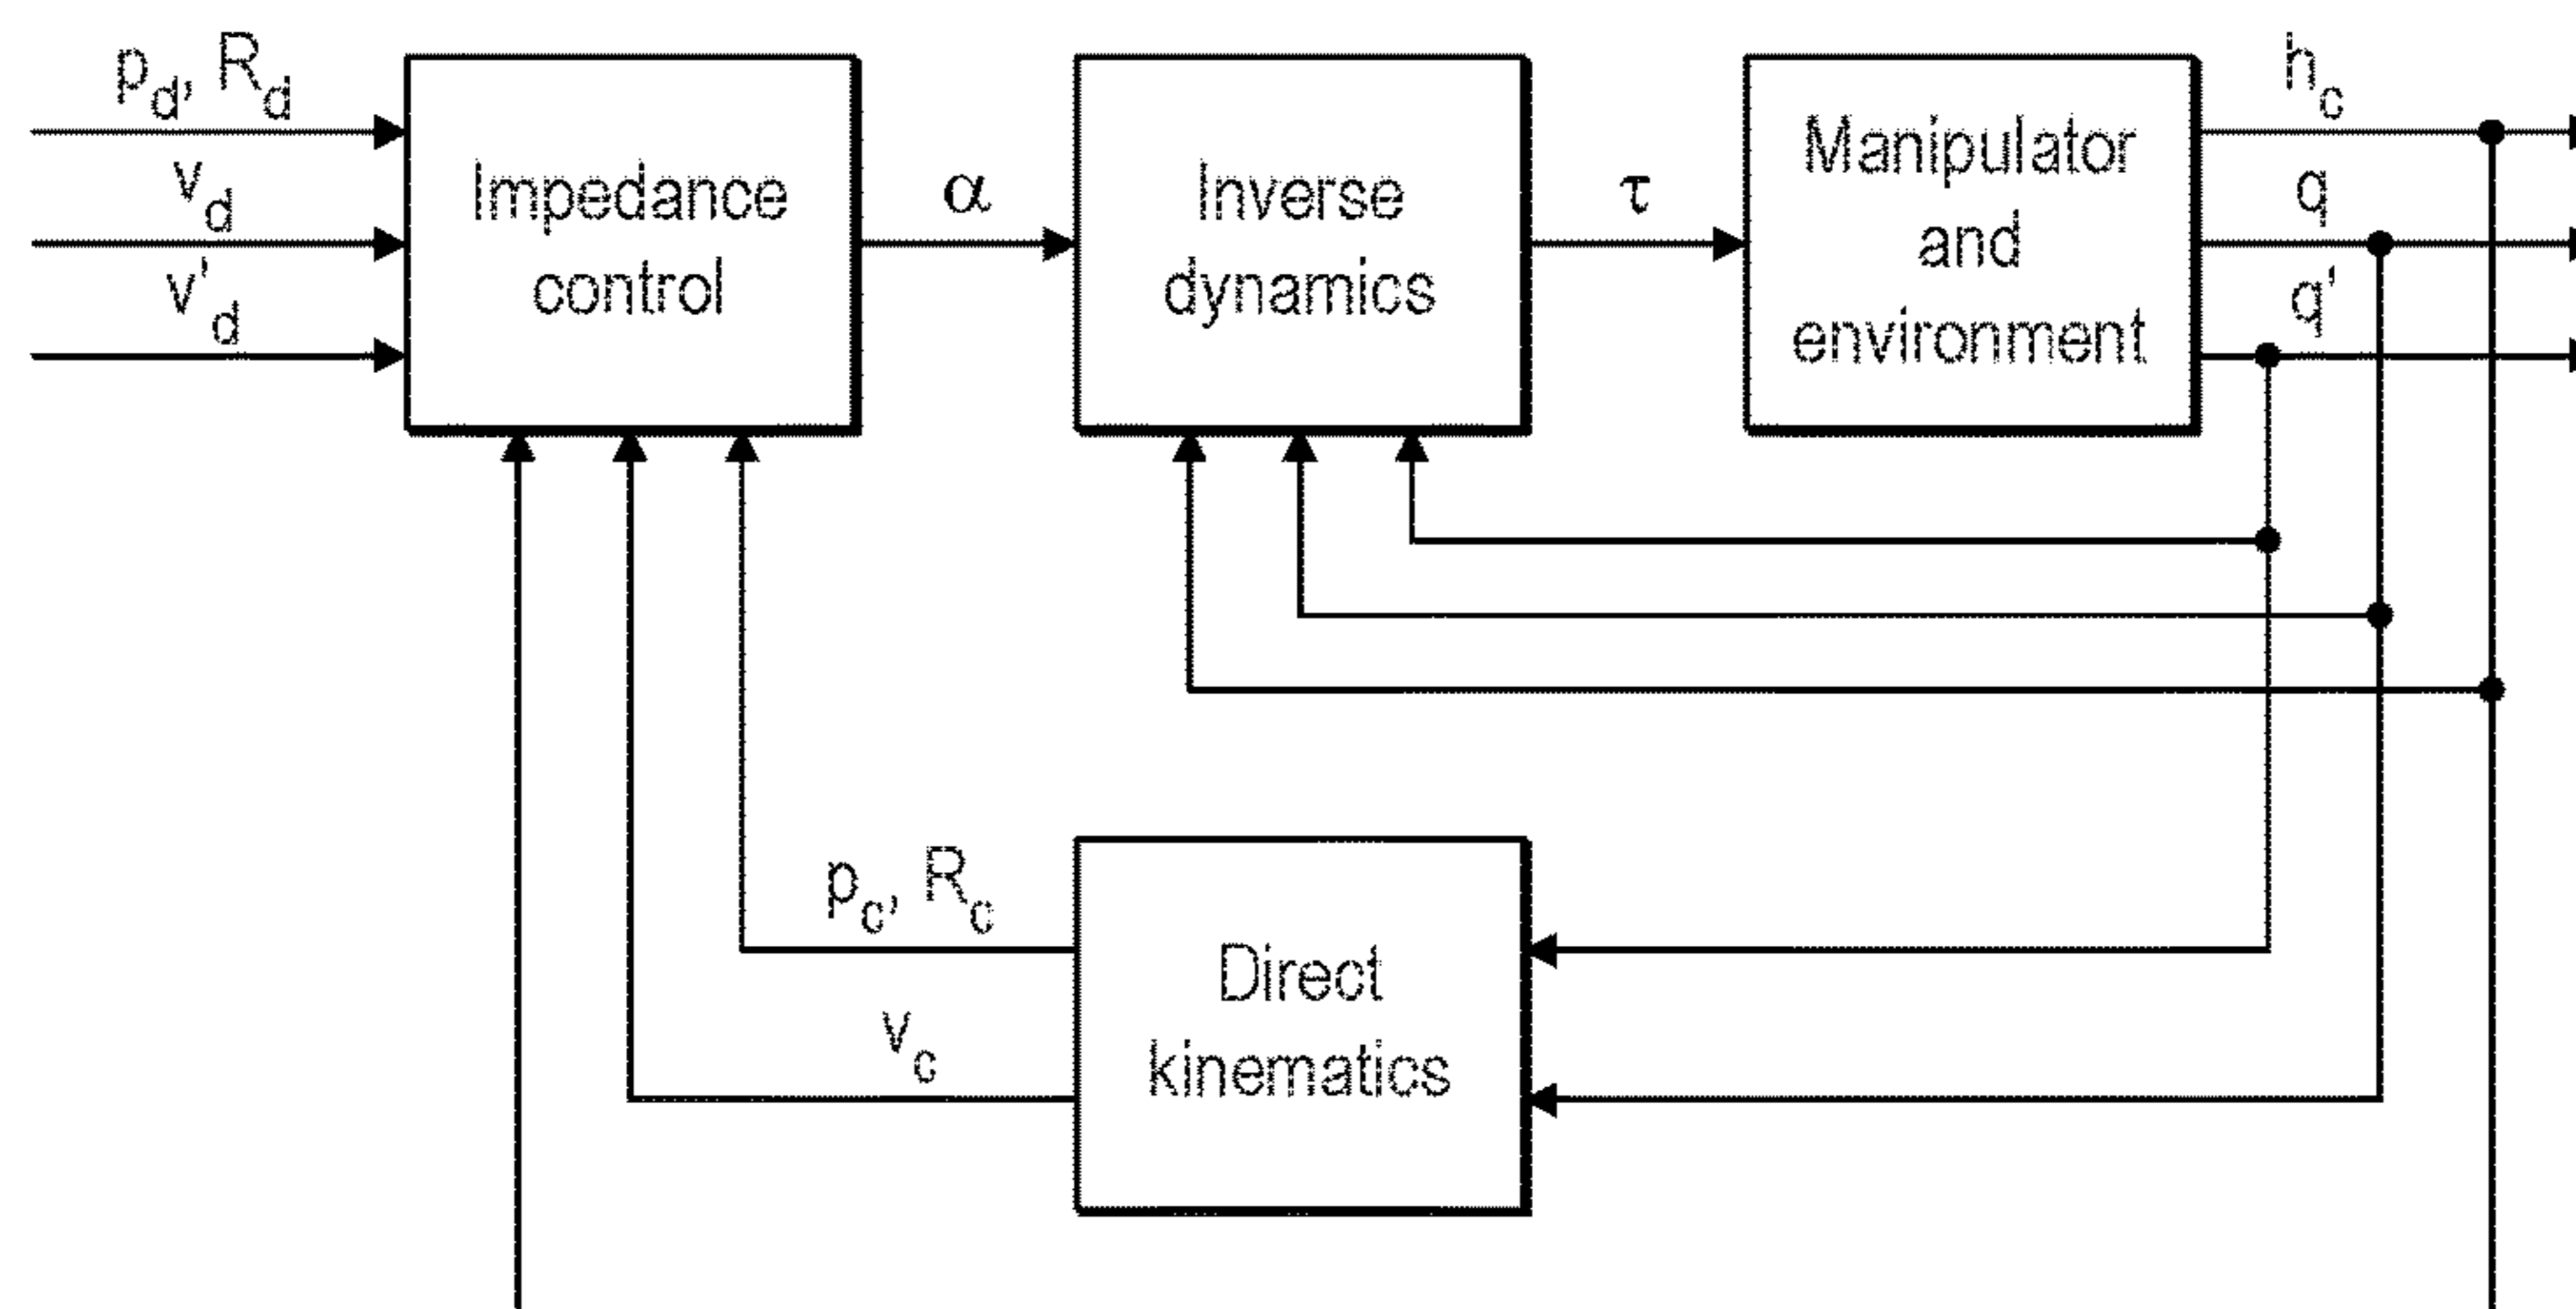 p_d, R_d
v_d
v'_d
Impedance
control
α
Inverse
dynamics
τ
Manipulator
and
environment
h_c
q
q'
p_c, R_c
v_c
Direct
kinematics